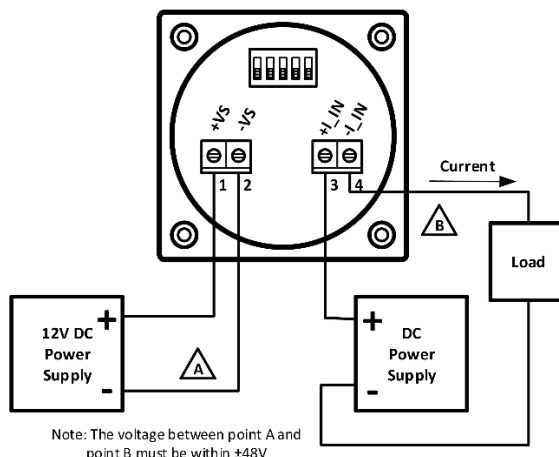 +VS
-VS
+I_IN
-I_IN
1
2
3
4
Current
B
Load
+
12V DC
Power
Supply
-
A
+
DC
Power
Supply
-
Note: The voltage between point A and
point B must be within ±48V